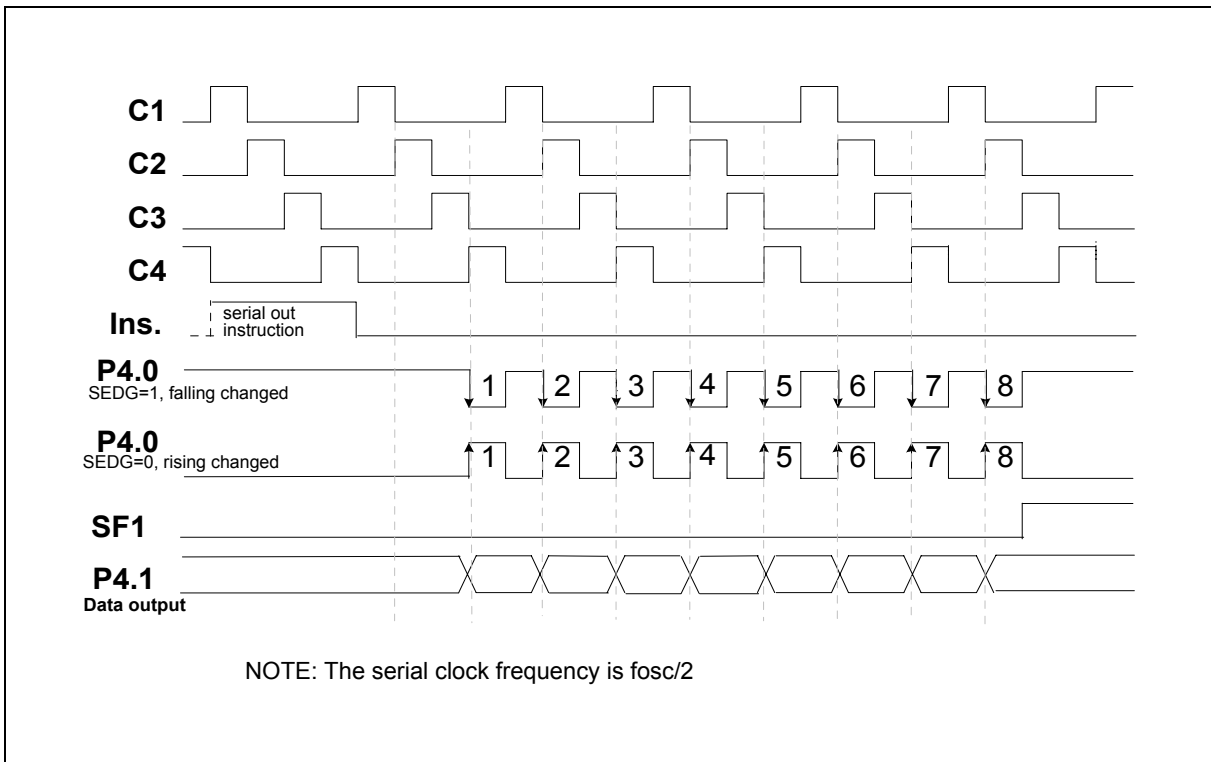 C1
C2
C3
C4
Ins.
serial out
instruction
P4.0
SEDG=1, falling changed
1 2 3 4 5 6 7 8
P4.0
SEDG=0, rising changed
1 2 3 4 5 6 7 8
SF1
P4.1
Data output
NOTE: The serial clock frequency is fosc/2